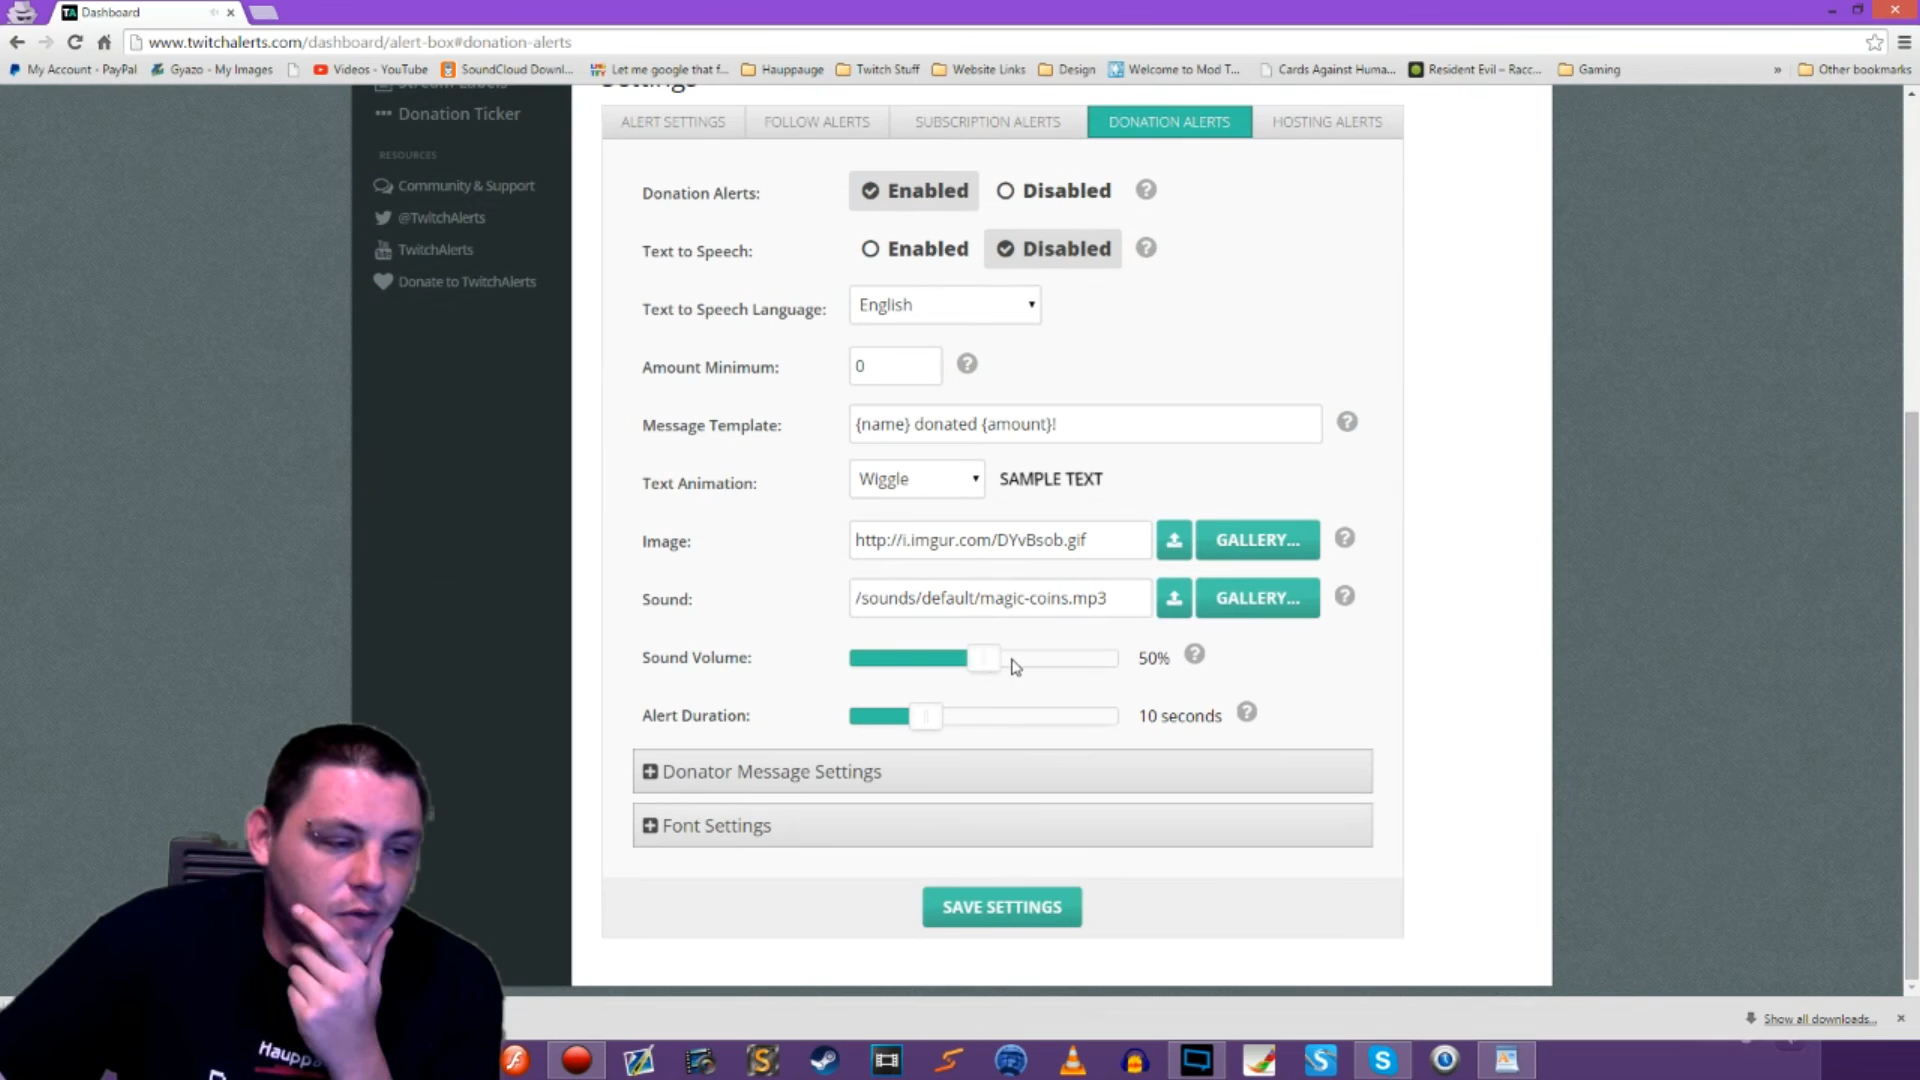 TA Dashboard
www.twitchalerts.com/dashboard/alert-box#donation-alerts
My Account - PayPal Gyazo - My Images Videos - YouTube SoundCloud Downl... Let me google that f... Hauppauge Twitch Stuff Website Links Design Welcome to Mod T... Cards Against Huma... Resident Evil – Racc... Gaming » Other bookmarks
Stream Labels
Settings
Donation Ticker
ALERT SETTINGS FOLLOW ALERTS SUBSCRIPTION ALERTS DONATION ALERTS HOSTING ALERTS
RESOURCES
Community & Support
@TwitchAlerts
TwitchAlerts
Donate to TwitchAlerts
Donation Alerts: Enabled Disabled ?
Text to Speech: Enabled Disabled ?
Text to Speech Language: English
Amount Minimum: 0 ?
Message Template: {name} donated {amount}! ?
Text Animation: Wiggle SAMPLE TEXT
Image: http://i.imgur.com/DYvBsob.gif GALLERY... ?
Sound: /sounds/default/magic-coins.mp3 GALLERY... ?
Sound Volume: 50% ?
Alert Duration: 10 seconds ?
Donator Message Settings
Font Settings
SAVE SETTINGS
Show all downloads...